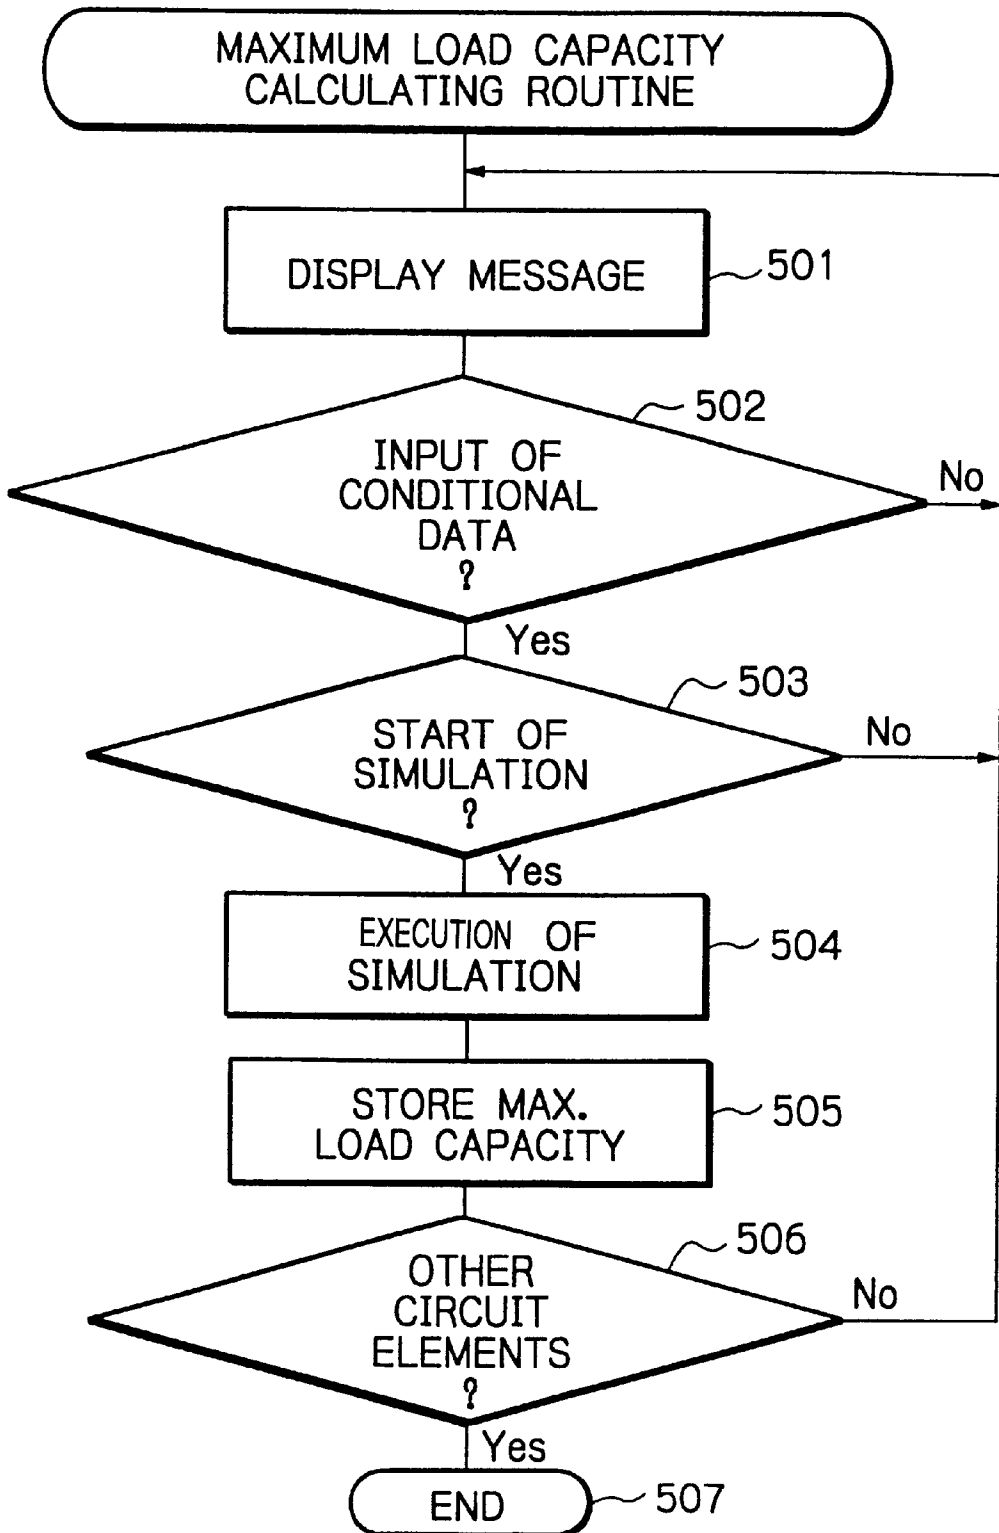 MAXIMUM LOAD CAPACITY
CALCULATING ROUTINE
DISPLAY MESSAGE
501
502
INPUT OF
CONDITIONAL
DATA
?
No
Yes
503
START OF
SIMULATION
?
No
Yes
EXECUTION OF
SIMULATION
504
STORE MAX.
LOAD CAPACITY
505
506
OTHER
CIRCUIT
ELEMENTS
?
No
Yes
END
507